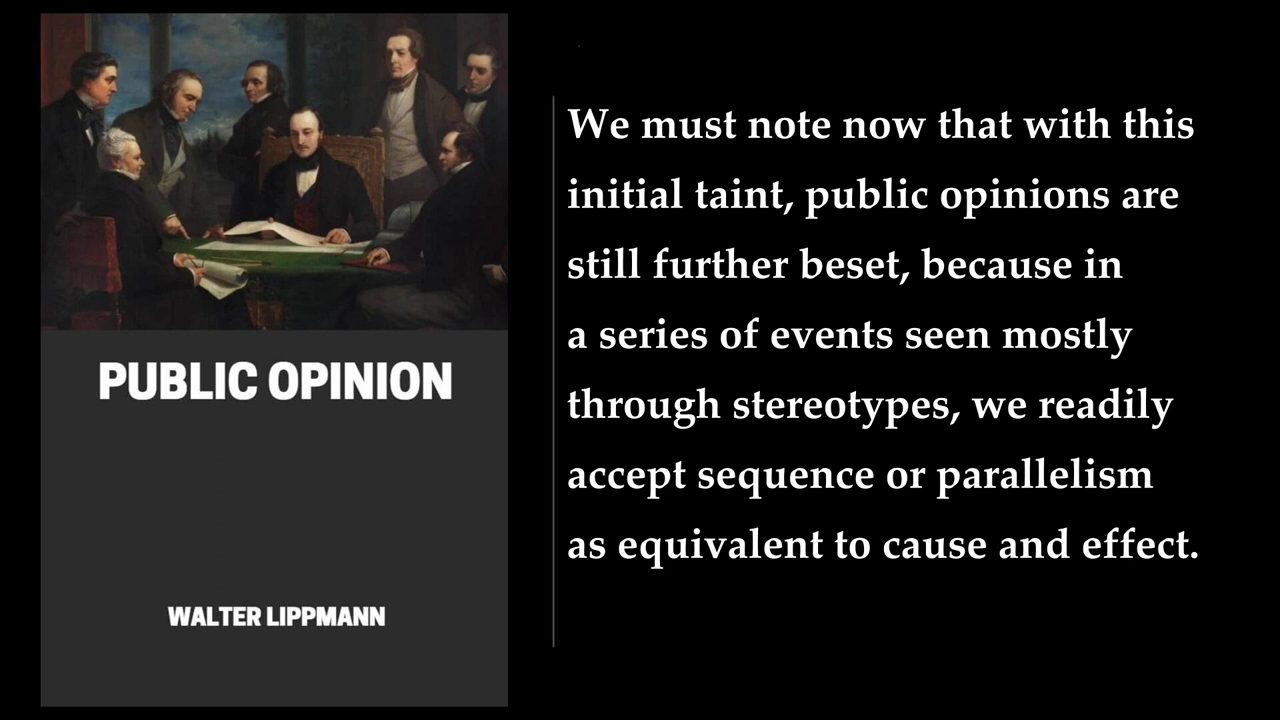 PUBLIC OPINION
WALTER LIPPMANN
We must note now that with this
initial taint, public opinions are
still further beset, because in
a series of events seen mostly
through stereotypes, we readily
accept sequence or parallelism
as equivalent to cause and effect.